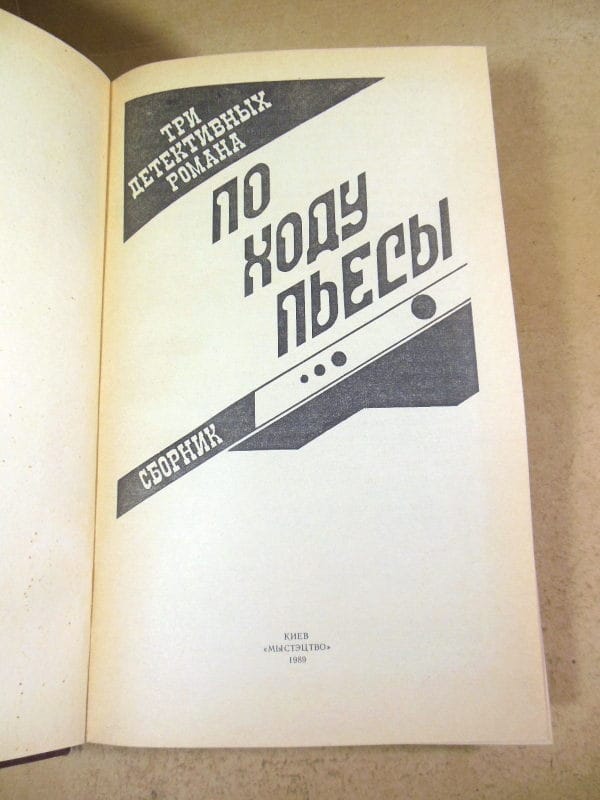 ТРИ
ДЕТЕКТИВНЫХ
РОМАНА
ПО
ХОДУ
ПЬЕСЫ
СБОРНИК
КИЕВ
«МЫСТЭЦТВО»
1989